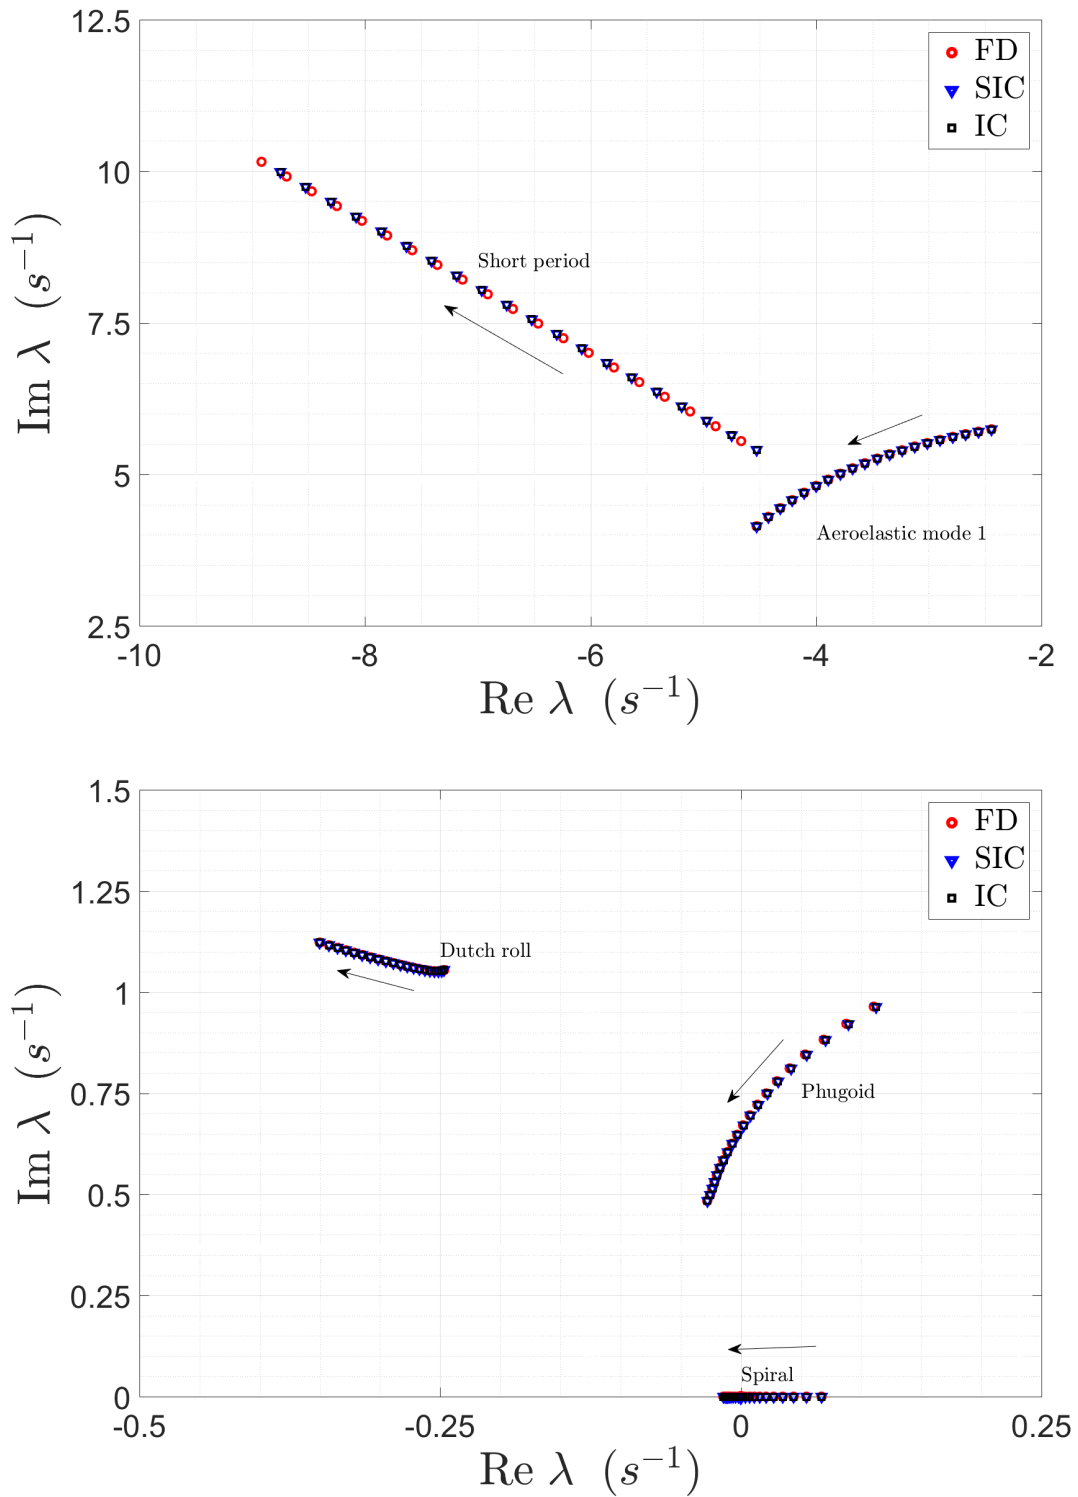 12.5
10
7.5
5
2.5
Im λ (s⁻¹)
FD
SIC
IC
Short period
Aeroelastic mode 1
-10 -8 -6 -4 -2
Re λ (s⁻¹)
1.5
1.25
1
0.75
0.5
0.25
0
Im λ (s⁻¹)
FD
SIC
IC
Dutch roll
Phugoid
Spiral
-0.5 -0.25 0 0.25
Re λ (s⁻¹)